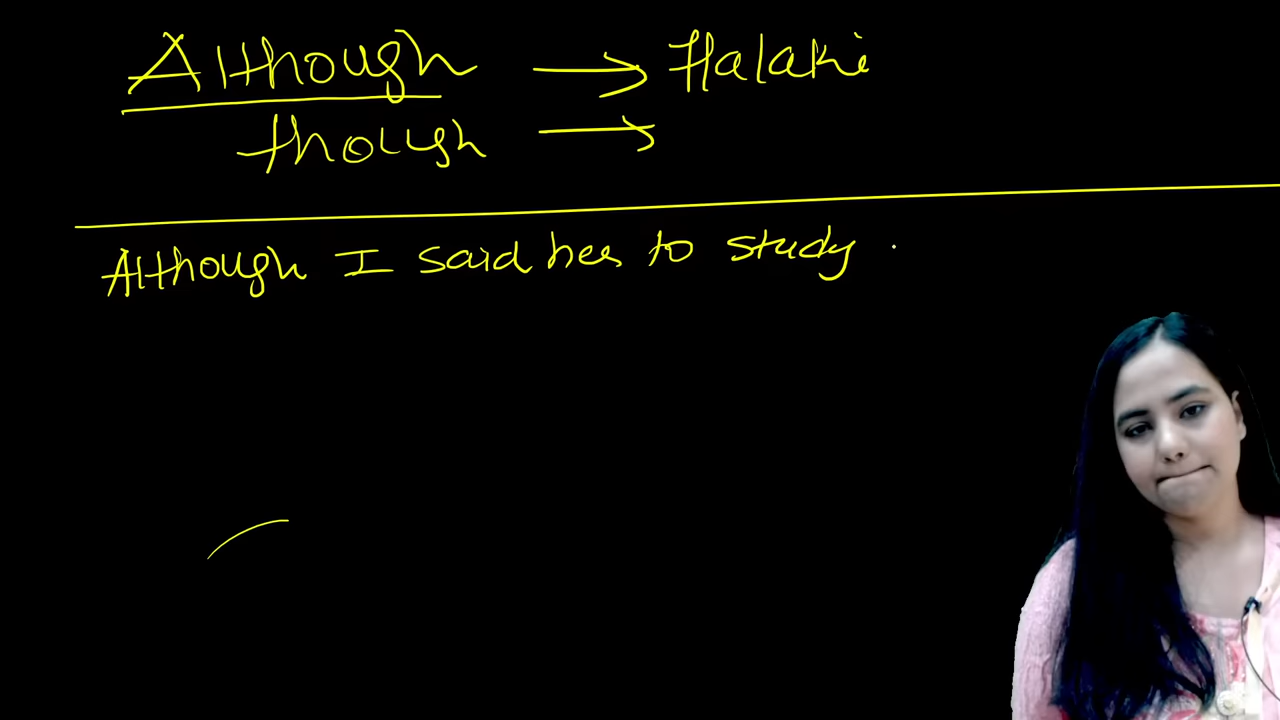 Although → Halaki
though →
Although I said her to study .